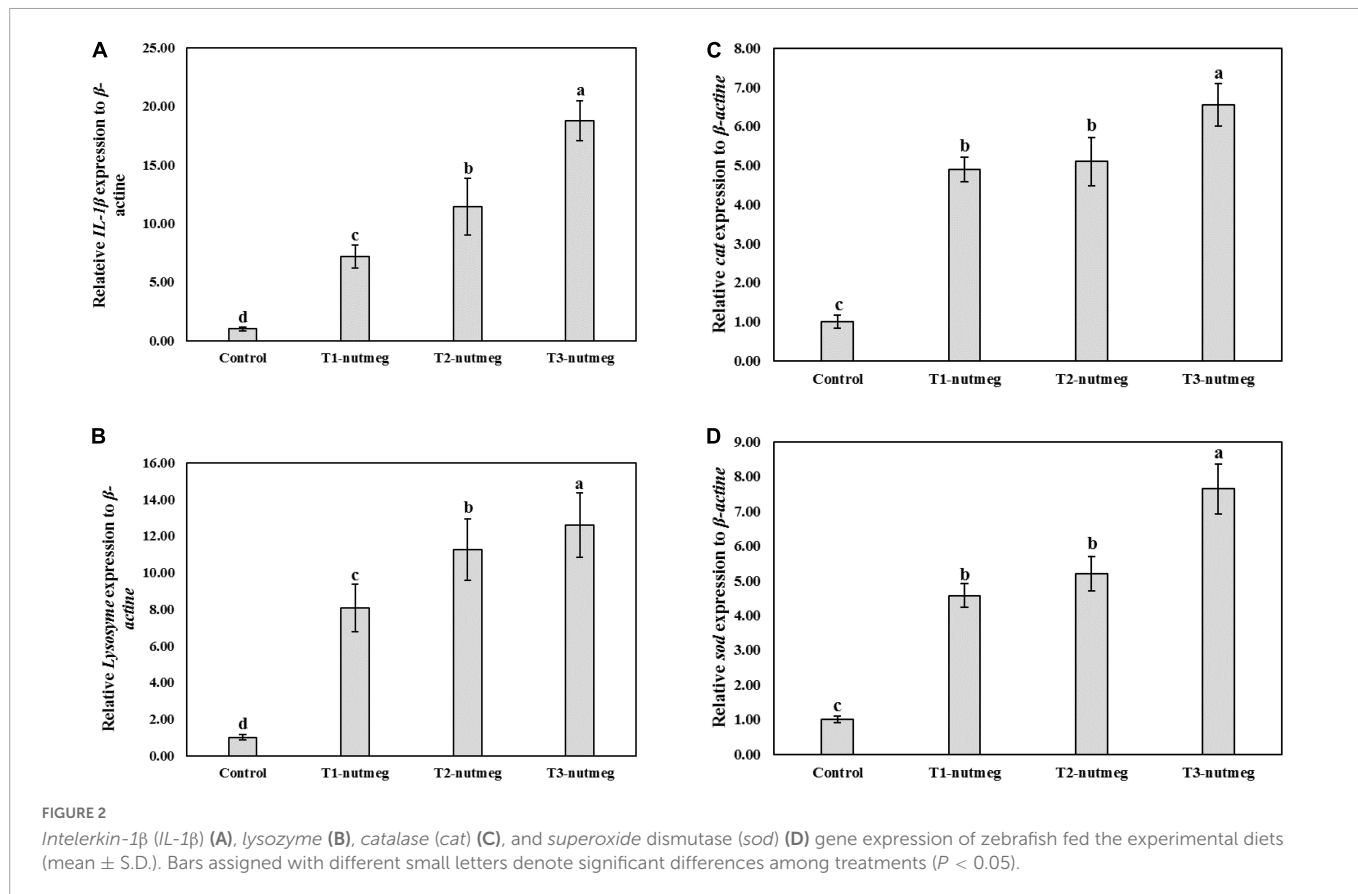 A
25.00
20.00
15.00
10.00
5.00
0.00
Relateive IL-1β expression to β-
actine
d
c
b
a
Control T1-nutmeg T2-nutmeg T3-nutmeg
B
16.00
14.00
12.00
10.00
8.00
6.00
4.00
2.00
0.00
Relative Lysosyme expression to β-
actine
d
c
b
a
Control T1-nutmeg T2-nutmeg T3-nutmeg
C
8.00
7.00
6.00
5.00
4.00
3.00
2.00
1.00
0.00
Relative cat expression to β-actine
c
b
b
a
Control T1-nutmeg T2-nutmeg T3-nutmeg
D
9.00
8.00
7.00
6.00
5.00
4.00
3.00
2.00
1.00
0.00
Relative sod expression to β-actine
c
b
b
a
Control T1-nutmeg T2-nutmeg T3-nutmeg
FIGURE 2
Intelerkin-1β (IL-1β) (A), lysozyme (B), catalase (cat) (C), and superoxide dismutase (sod) (D) gene expression of zebrafish fed the experimental diets
(mean ± S.D.). Bars assigned with different small letters denote significant differences among treatments (P < 0.05).